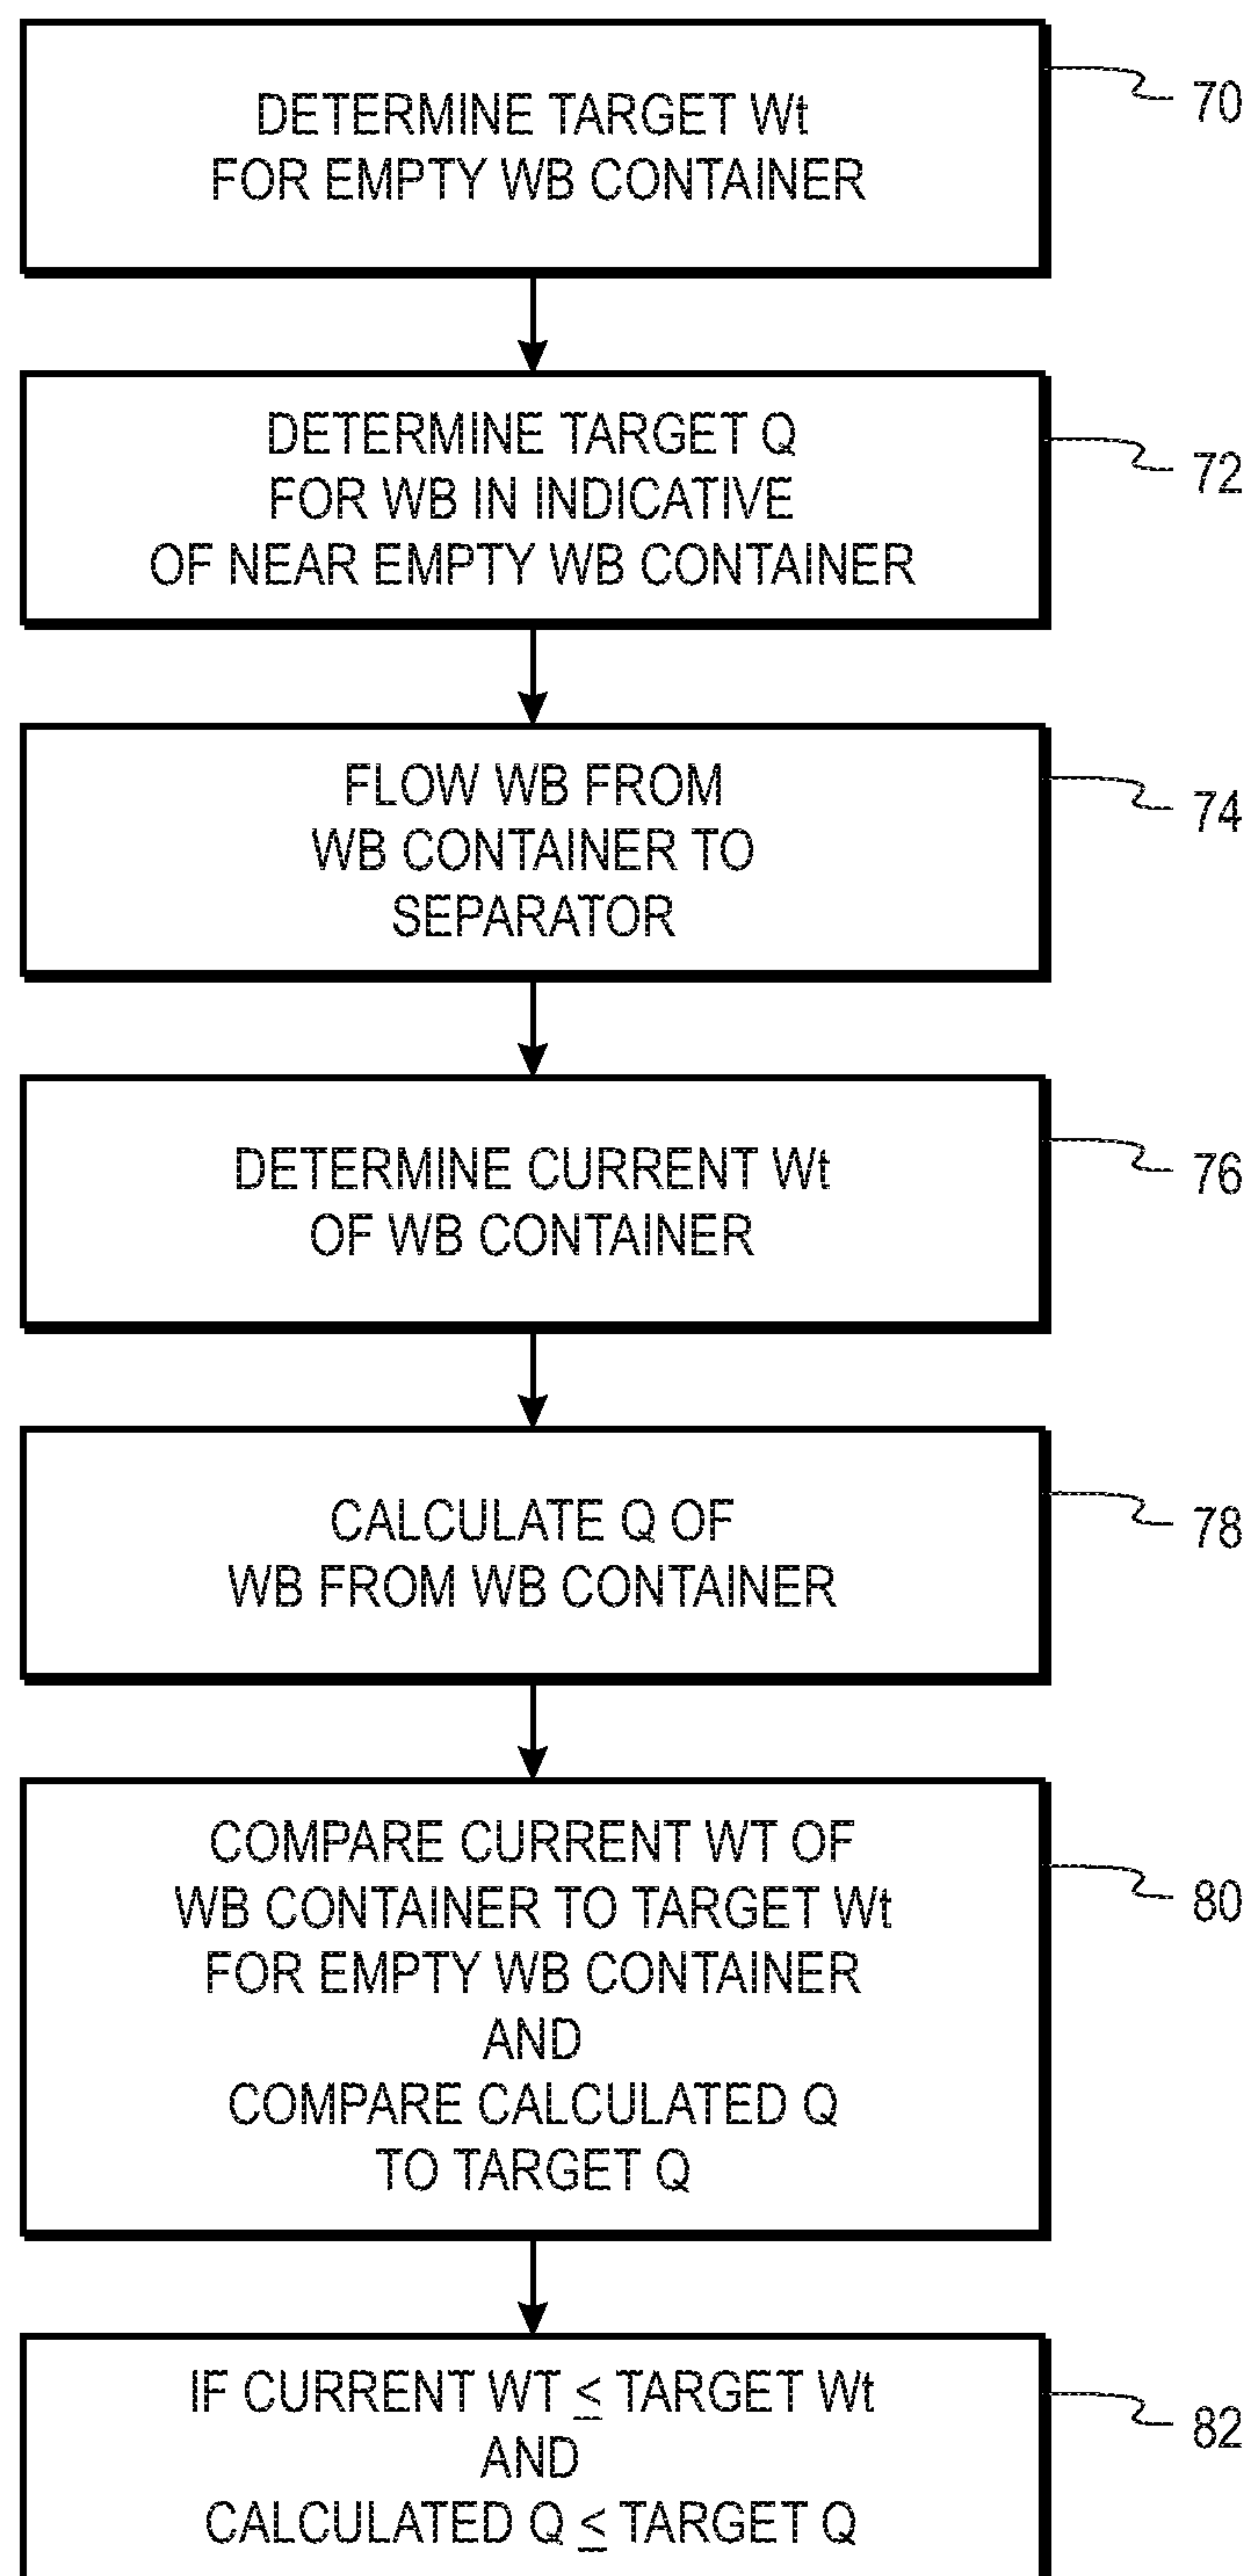 DETERMINE TARGET Wt
FOR EMPTY WB CONTAINER
70
DETERMINE TARGET Q
FOR WB IN INDICATIVE
OF NEAR EMPTY WB CONTAINER
72
FLOW WB FROM
WB CONTAINER TO
SEPARATOR
74
DETERMINE CURRENT Wt
OF WB CONTAINER
76
CALCULATE Q OF
WB FROM WB CONTAINER
78
COMPARE CURRENT WT OF
WB CONTAINER TO TARGET Wt
FOR EMPTY WB CONTAINER
AND
COMPARE CALCULATED Q
TO TARGET Q
80
IF CURRENT WT ≤ TARGET Wt
AND
CALCULATED Q ≤ TARGET Q
82